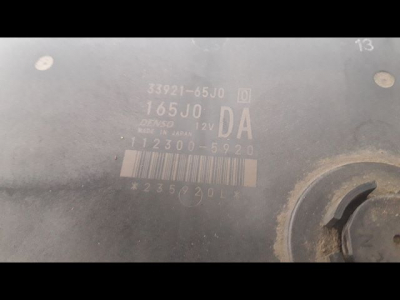 13
33921-65J0 D
165J0 DA
DENSO 12V
MADE IN JAPAN
112300-5920